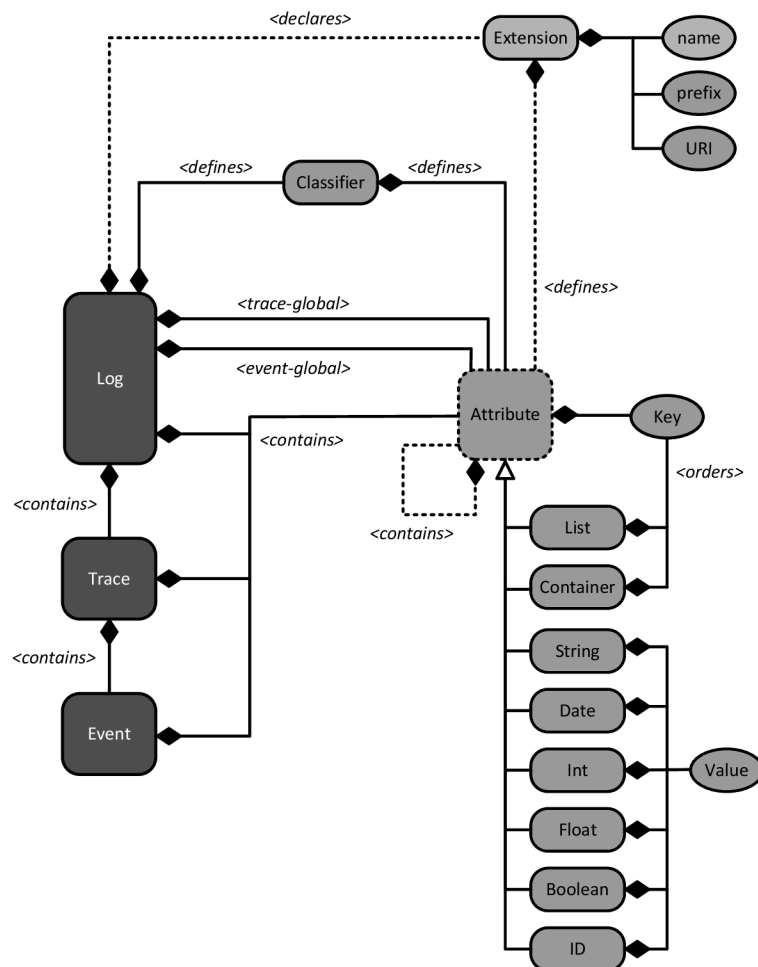 <declares>
Extension
name
prefix
URI
<defines>
Classifier
<defines>
<defines>
<trace-global>
Log
<event-global>
Attribute
Key
<contains>
<orders>
<contains>
<contains>
List
Trace
Container
String
<contains>
Date
Event
Int
Value
Float
Boolean
ID